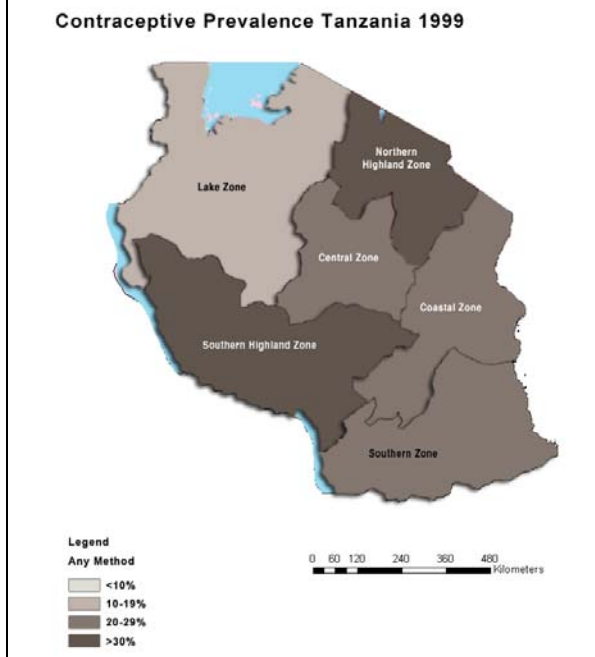 Contraceptive Prevalence Tanzania 1999
Northern
Highland Zone
Lake Zone
Central Zone
Coastal Zone
Southern Highland Zone
Southern Zone
Legend
Any Method
<10%
10-19%
20-29%
>30%
0 60 120 240 360 480
Kilometers